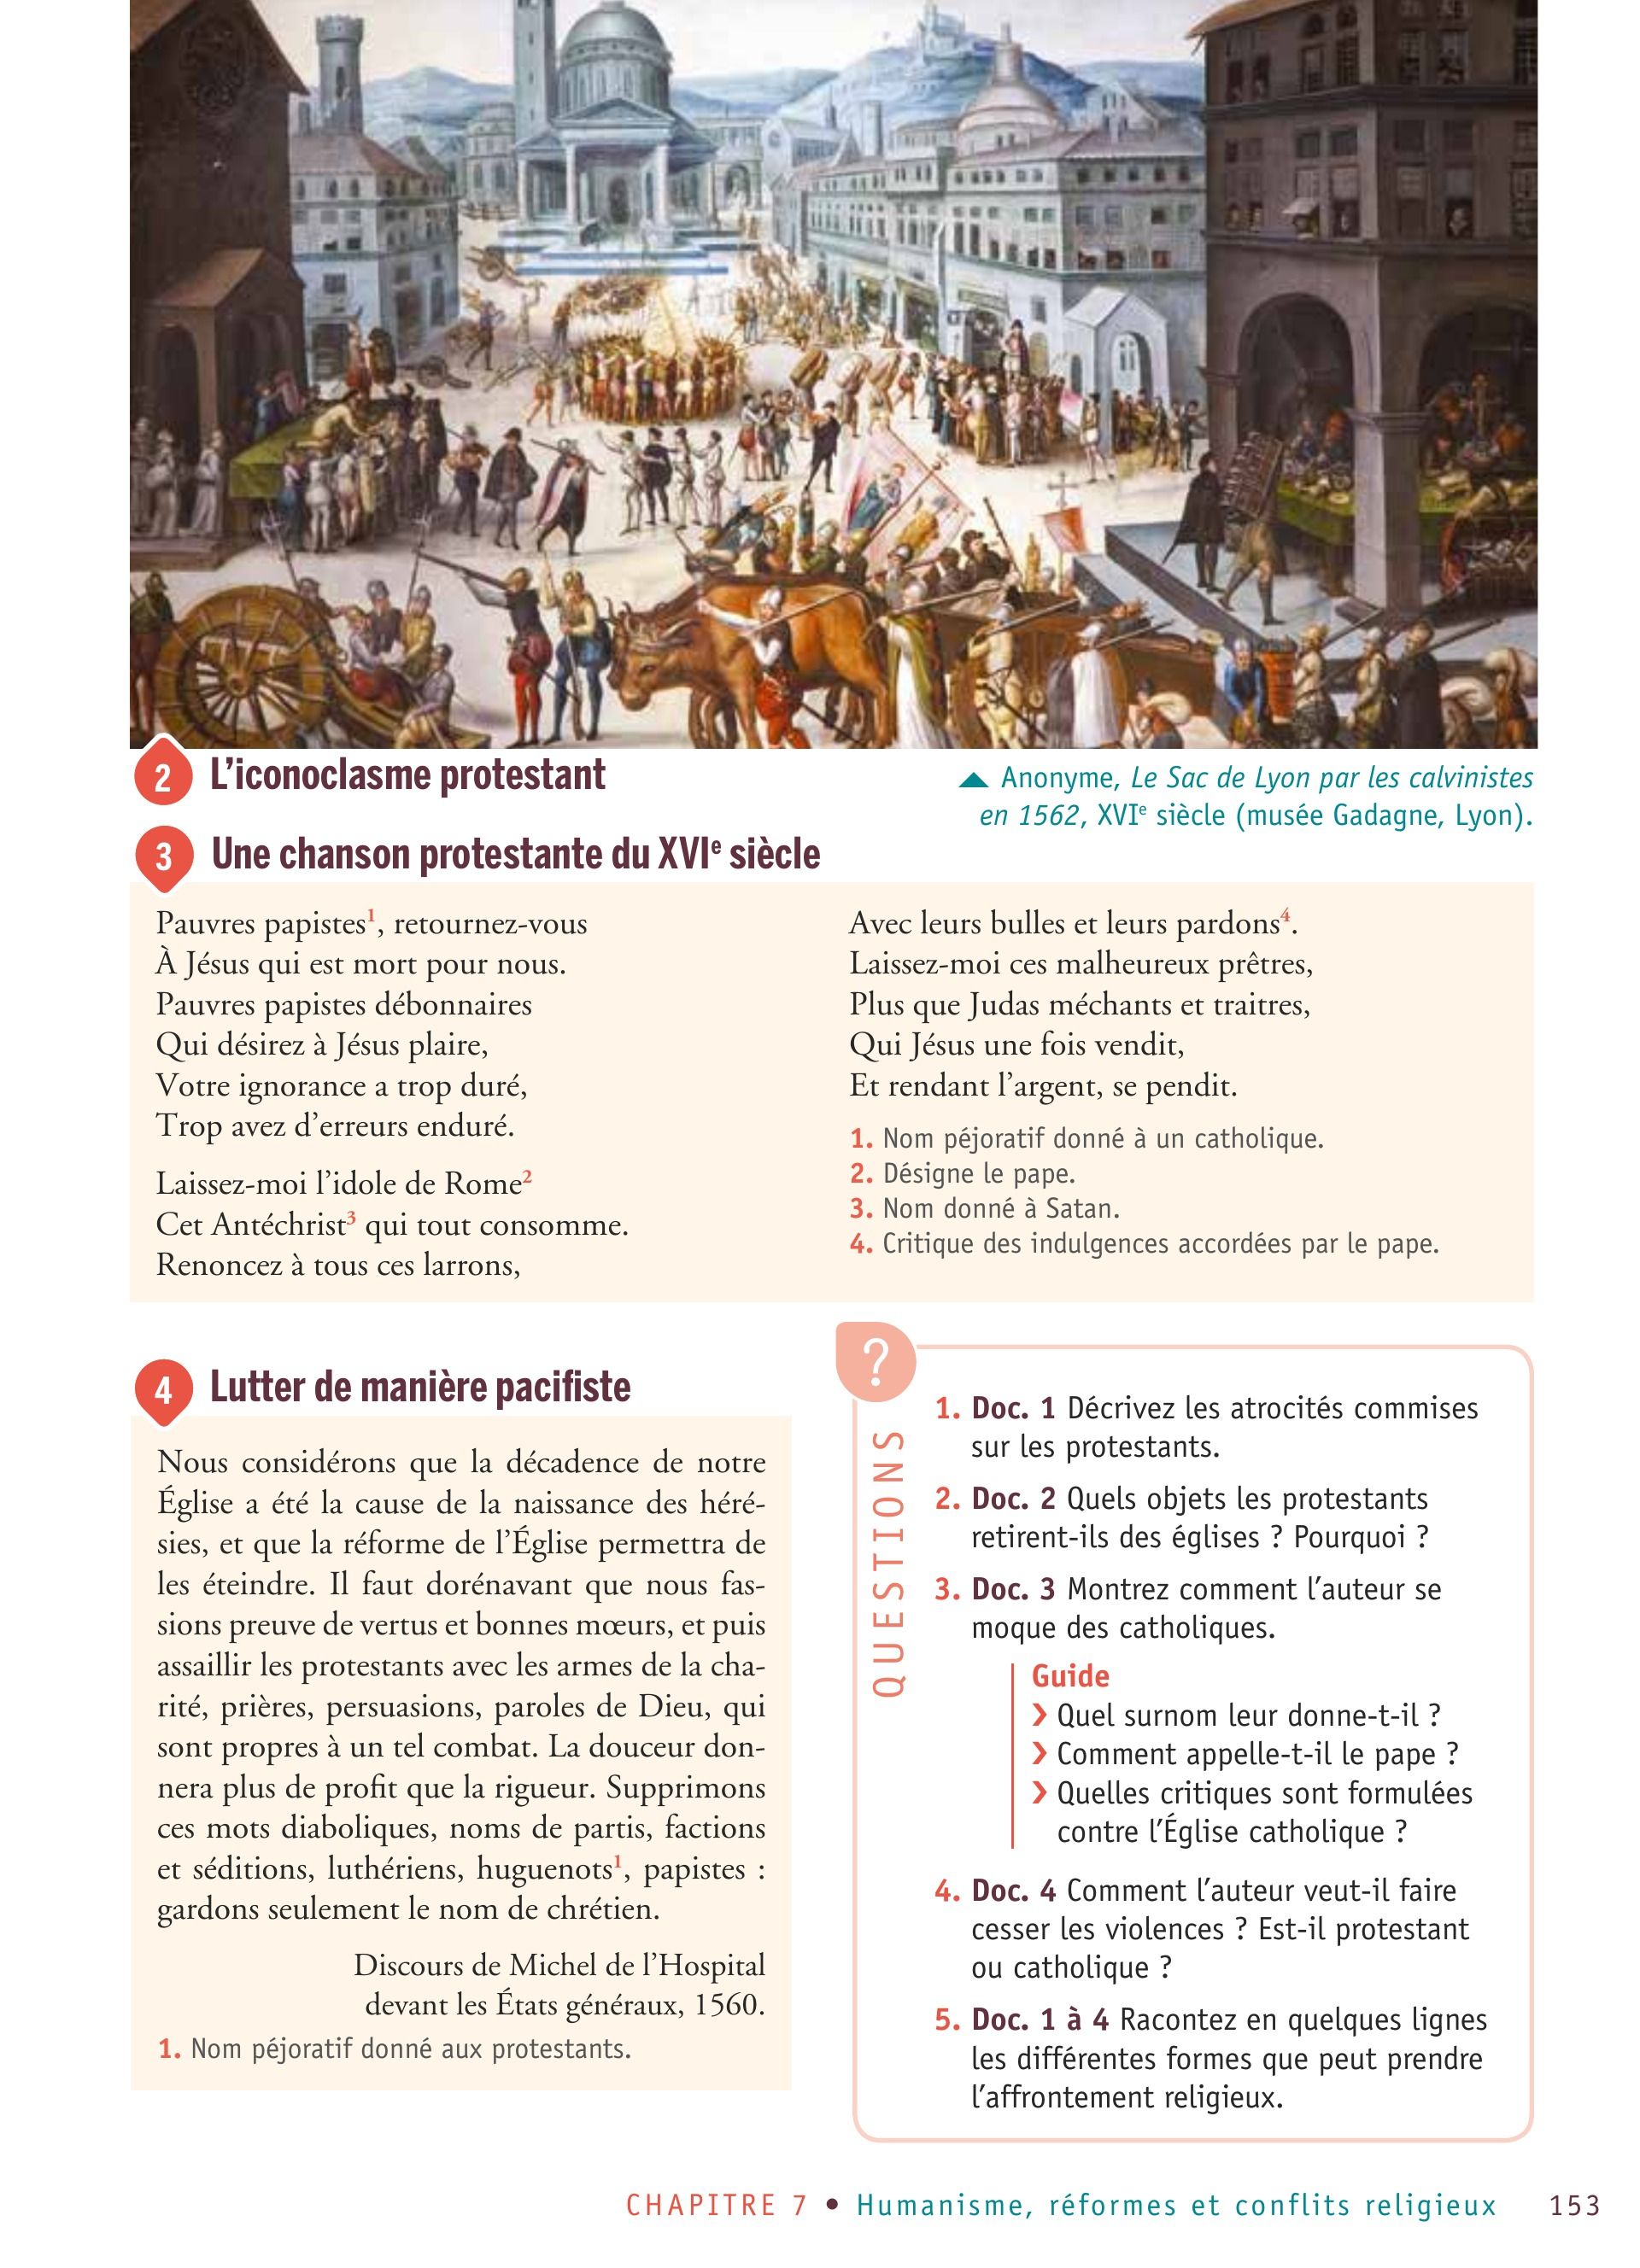 2 L’iconoclasme protestant
▲ Anonyme, Le Sac de Lyon par les calvinistes
en 1562, XVIe siècle (musée Gadagne, Lyon).
3 Une chanson protestante du XVIe siècle
Pauvres papistes1, retournez-vous
À Jésus qui est mort pour nous.
Pauvres papistes débonnaires
Qui désirez à Jésus plaire,
Votre ignorance a trop duré,
Trop avez d’erreurs enduré.
Laissez-moi l’idole de Rome2
Cet Antéchrist3 qui tout consomme.
Renoncez à tous ces larrons,
Avec leurs bulles et leurs pardons4.
Laissez-moi ces malheureux prêtres,
Plus que Judas méchants et traitres,
Qui Jésus une fois vendit,
Et rendant l’argent, se pendit.
1. Nom péjoratif donné à un catholique.
2. Désigne le pape.
3. Nom donné à Satan.
4. Critique des indulgences accordées par le pape.
4 Lutter de manière pacifiste
Nous considérons que la décadence de notre
Église a été la cause de la naissance des héré-
sies, et que la réforme de l’Église permettra de
les éteindre. Il faut dorénavant que nous fas-
sions preuve de vertus et bonnes mœurs, et puis
assaillir les protestants avec les armes de la cha-
rité, prières, persuasions, paroles de Dieu, qui
sont propres à un tel combat. La douceur don-
nera plus de profit que la rigueur. Supprimons
ces mots diaboliques, noms de partis, factions
et séditions, luthériens, huguenots1, papistes :
gardons seulement le nom de chrétien.
Discours de Michel de l’Hospital
devant les États généraux, 1560.
1. Nom péjoratif donné aux protestants.
?
QUESTIONS
1. Doc. 1 Décrivez les atrocités commises
sur les protestants.
2. Doc. 2 Quels objets les protestants
retirent-ils des églises ? Pourquoi ?
3. Doc. 3 Montrez comment l’auteur se
moque des catholiques.
Guide
❯ Quel surnom leur donne-t-il ?
❯ Comment appelle-t-il le pape ?
❯ Quelles critiques sont formulées
contre l’Église catholique ?
4. Doc. 4 Comment l’auteur veut-il faire
cesser les violences ? Est-il protestant
ou catholique ?
5. Doc. 1 à 4 Racontez en quelques lignes
les différentes formes que peut prendre
l’affrontement religieux.
CHAPITRE 7 • Humanisme, réformes et conflits religieux 153